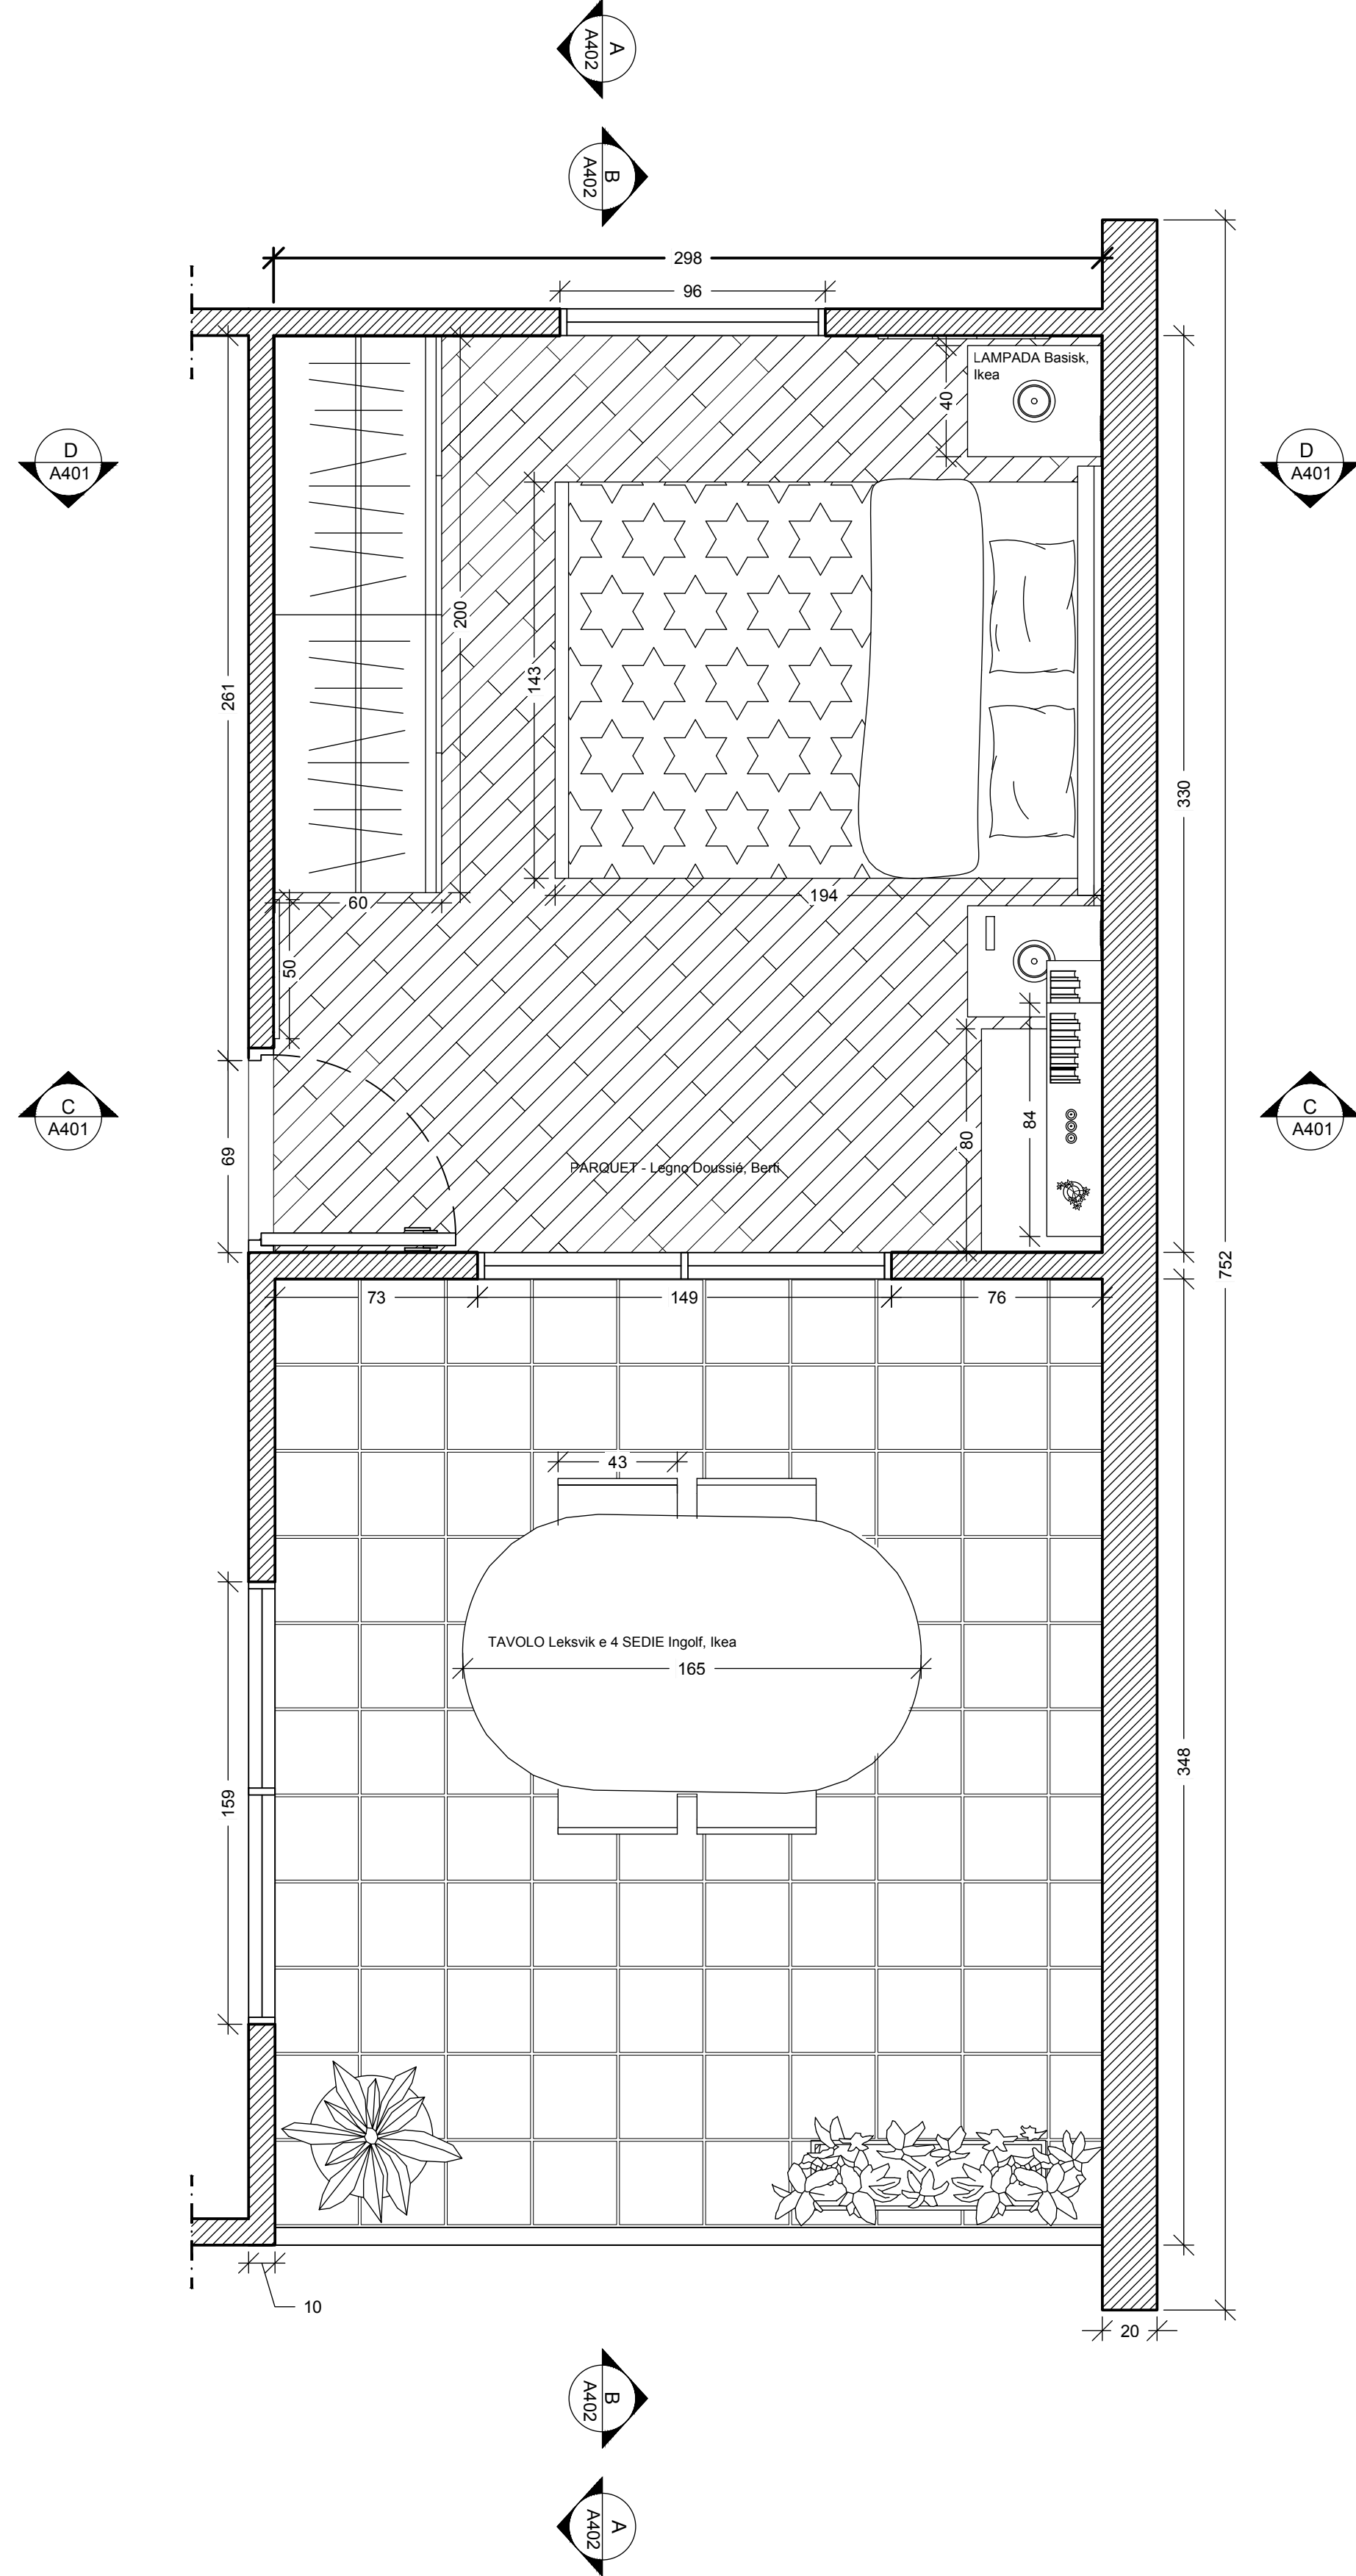 A
A402
B
A402
298
96
LAMPADA Basisk,
Ikea
40
D
A401
D
A401
200
143
261
330
194
60
50
C
A401
C
A401
84
80
69
PARQUET - Legno Doussié, Berti
752
73
149
76
43
TAVOLO Leksvik e 4 SEDIE Ingolf, Ikea
165
348
159
10
20
B
A402
A
A402